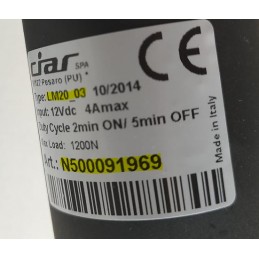 ciar SPA
Pesaro (PU)
Type: LM20_03 10/2014
Input: 12Vdc 4Amax
Duty Cycle 2min ON/ 5min OFF
Load: 1200N
Art.: N500091969
CE
Made in Italy